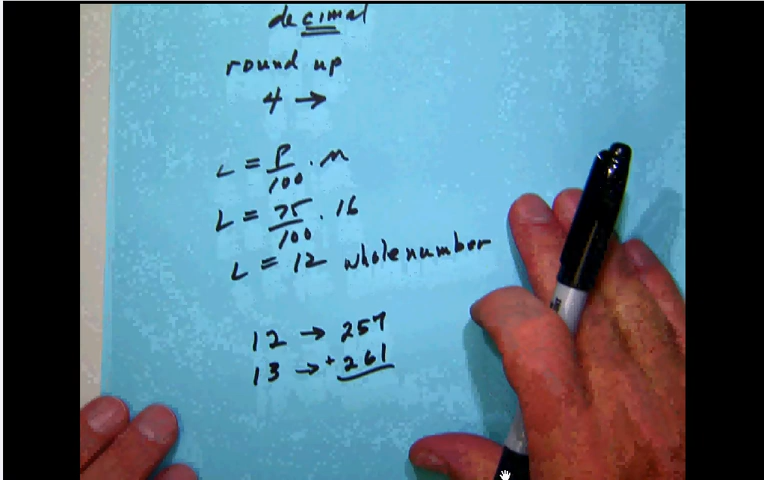 decimal
round up
4 →
L = P/100 · n
L = 75/100 · 16
L = 12 whole number
12 → 257
13 → + 261